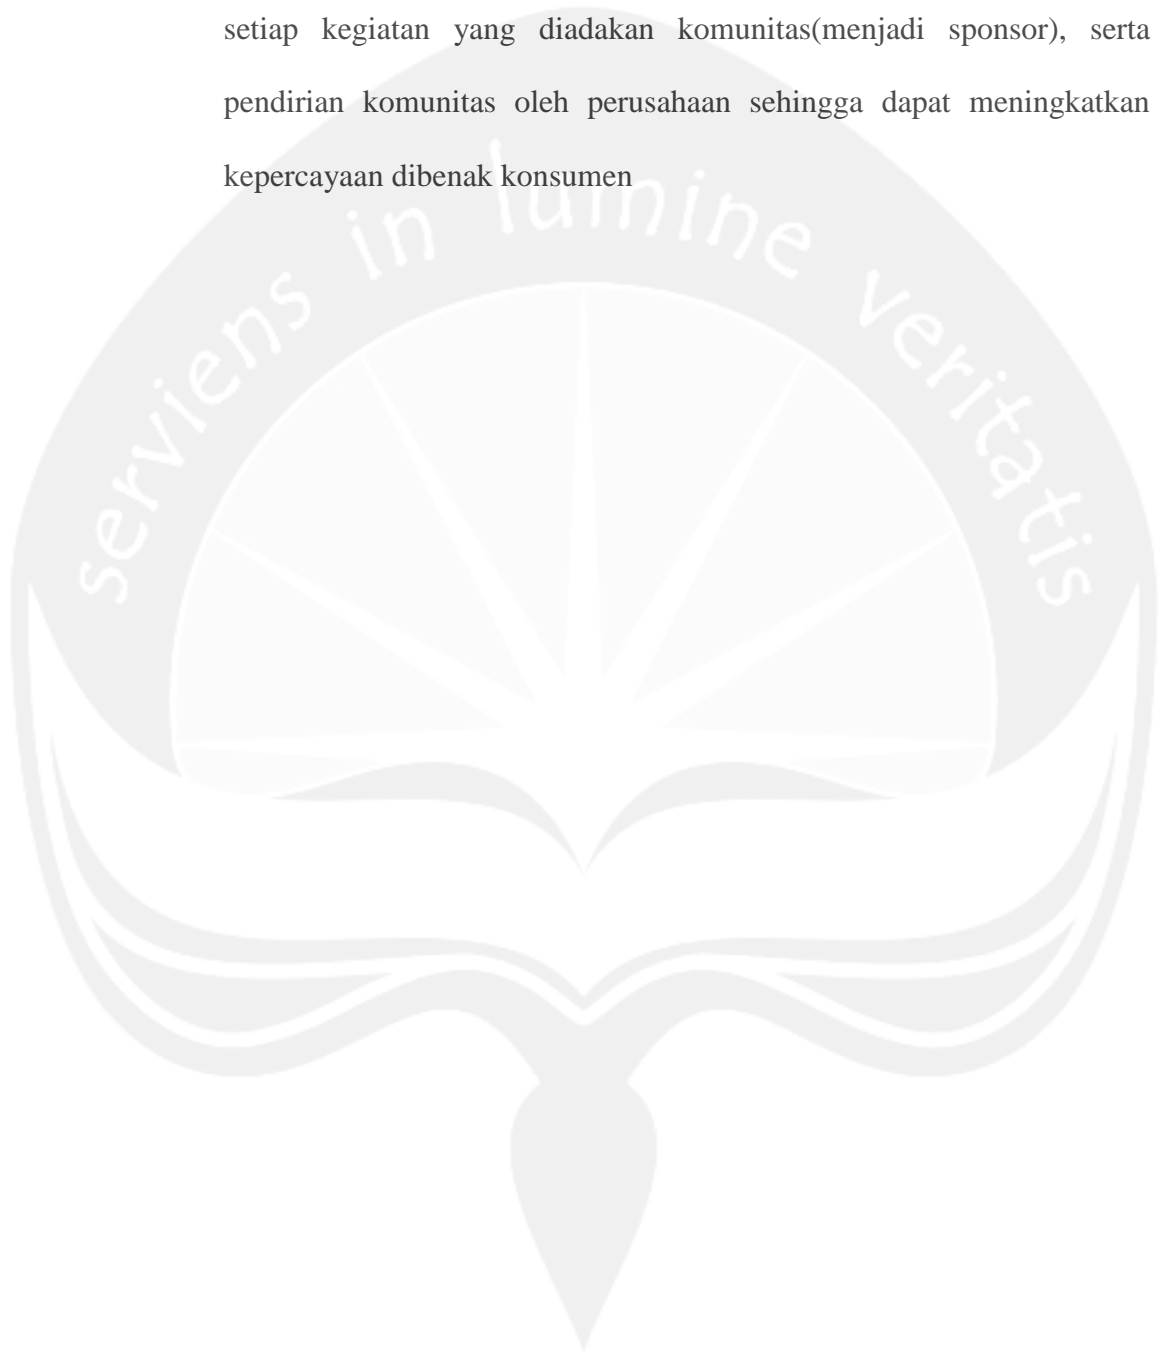 setiap kegiatan yang diadakan komunitas(menjadi sponsor), serta
pendirian komunitas oleh perusahaan sehingga dapat meningkatkan
kepercayaan dibenak konsumen
serviens in lumine veritatis